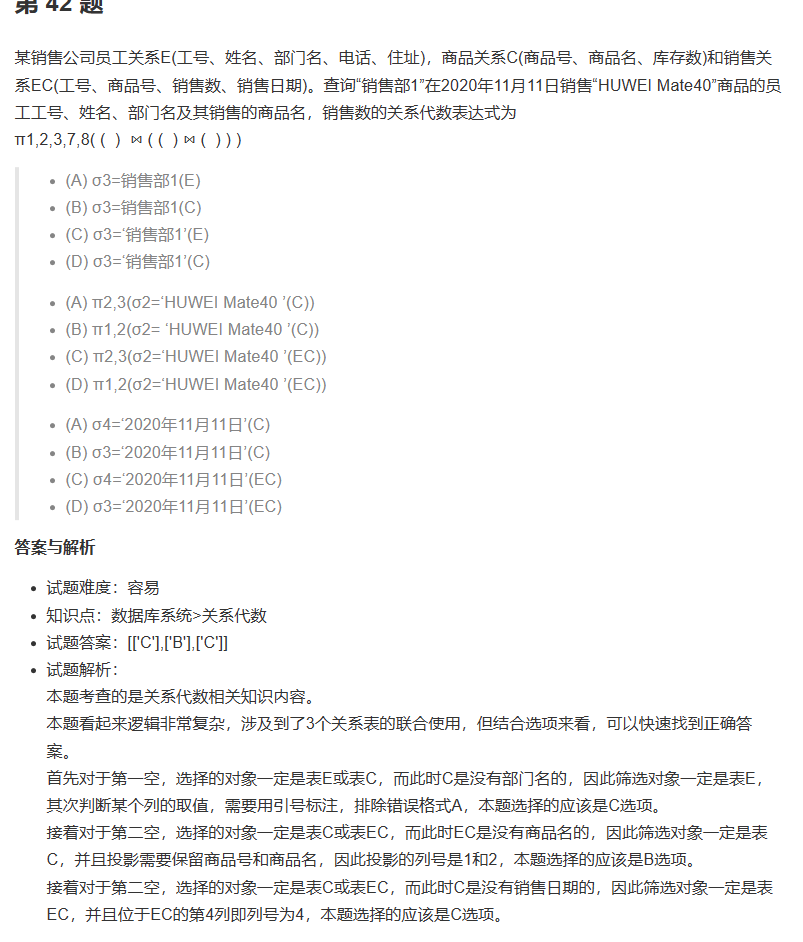 第 42 题
某销售公司员工关系E(工号、姓名、部门名、电话、住址)，商品关系C(商品号、商品名、库存数)和销售关
系EC(工号、商品号、销售数、销售日期)。查询“销售部1”在2020年11月11日销售“HUWEI Mate40”商品的员
工工号、姓名、部门名及其销售的商品名，销售数的关系代数表达式为
π1,2,3,7,8( (  )  ⋈ ( (  ) ⋈ (  ) ) )
• (A) σ3=销售部1(E)
• (B) σ3=销售部1(C)
• (C) σ3=‘销售部1’(E)
• (D) σ3=‘销售部1’(C)
• (A) π2,3(σ2=‘HUWEI Mate40 ’(C))
• (B) π1,2(σ2= ‘HUWEI Mate40 ’(C))
• (C) π2,3(σ2=‘HUWEI Mate40 ’(EC))
• (D) π1,2(σ2=‘HUWEI Mate40 ’(EC))
• (A) σ4=‘2020年11月11日’(C)
• (B) σ3=‘2020年11月11日’(C)
• (C) σ4=‘2020年11月11日’(EC)
• (D) σ3=‘2020年11月11日’(EC)
答案与解析
• 试题难度：容易
• 知识点：数据库系统>关系代数
• 试题答案：[['C'],['B'],['C']]
• 试题解析：
本题考查的是关系代数相关知识内容。
本题看起来逻辑非常复杂，涉及到了3个关系表的联合使用，但结合选项来看，可以快速找到正确答
案。
首先对于第一空，选择的对象一定是表E或表C，而此时C是没有部门名的，因此筛选对象一定是表E，
其次判断某个列的取值，需要用引号标注，排除错误格式A，本题选择的应该是C选项。
接着对于第二空，选择的对象一定是表C或表EC，而此时EC是没有商品名的，因此筛选对象一定是表
C，并且投影需要保留商品号和商品名，因此投影的列号是1和2，本题选择的应该是B选项。
接着对于第二空，选择的对象一定是表C或表EC，而此时C是没有销售日期的，因此筛选对象一定是表
EC，并且位于EC的第4列即列号为4，本题选择的应该是C选项。